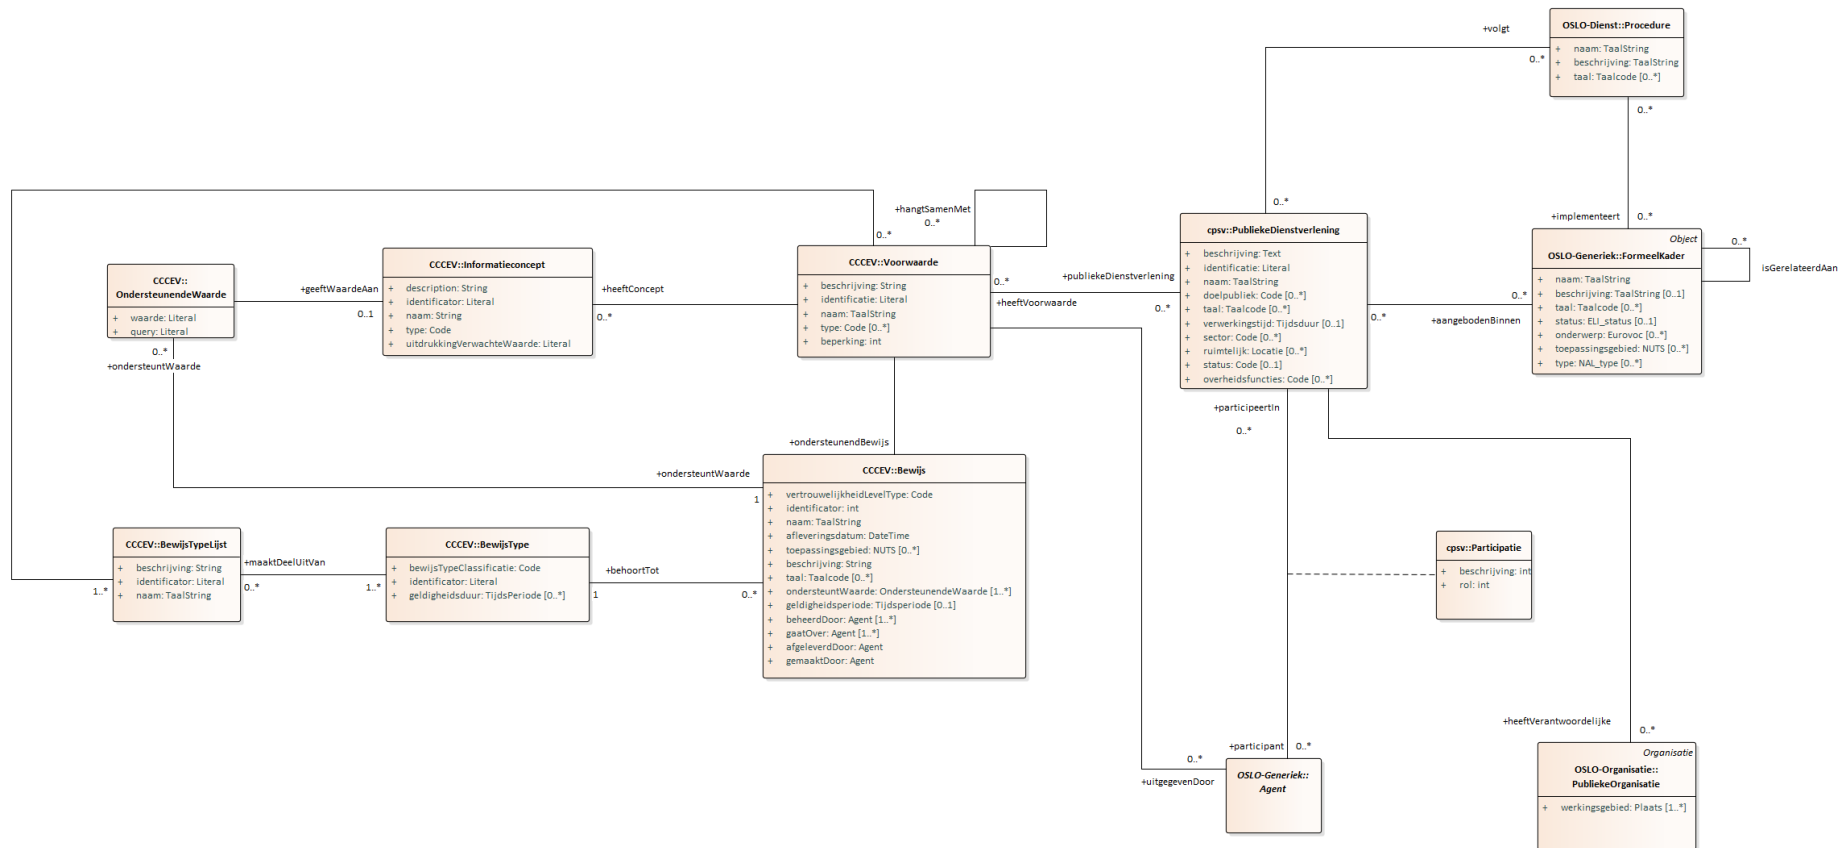 +volgt
0..*
OSLO-Dienst::Procedure
+ naam: TaalString
+ beschrijving: TaalString
+ taal: Taalcode [0..*]
0..*
0..*
+implementeert
0..*
+hangtSamenMet
0..*
0..*
CCCEV::
OndersteunendeWaarde
+ waarde: Literal
+ query: Literal
+geeftWaardeAan
0..1
0..*
+ondersteuntWaarde
CCCEV::Informatieconcept
+ description: String
+ identificator: Literal
+ naam: String
+ type: Code
+ uitdrukkingVerwachteWaarde: Literal
+heeftConcept
0..*
CCCEV::Voorwaarde
+ beschrijving: String
+ identificatie: Literal
+ naam: TaalString
+ type: Code [0..*]
+ beperking: int
0..*
+heeftVoorwaarde
+publiekeDienstverlening
0..*
cpsv::PubliekeDienstverlening
+ beschrijving: Text
+ identificatie: Literal
+ naam: TaalString
+ doelpubliek: Code [0..*]
+ taal: Taalcode [0..*]
+ verwerkingstijd: Tijdsduur [0..1]
+ sector: Code [0..*]
+ ruimtelijk: Locatie [0..*]
+ status: Code [0..1]
+ overheidsfuncties: Code [0..*]
0..*
0..*
+aangebodenBinnen
Object
OSLO-Generiek::FormeelKader
+ naam: TaalString
+ beschrijving: TaalString [0..1]
+ taal: Taalcode [0..*]
+ status: ELI_status [0..1]
+ onderwerp: Eurovoc [0..*]
+ toepassingsgebied: NUTS [0..*]
+ type: NAL_type [0..*]
0..*
isGerelateerdAan
+participeertIn
0..*
+ondersteunendBewijs
+ondersteuntWaarde
1
CCCEV::Bewijs
+ vertrouwelijkheidLevelType: Code
+ identificator: int
+ naam: TaalString
+ afleveringsdatum: DateTime
+ toepassingsgebied: NUTS [0..*]
+ beschrijving: String
+ taal: Taalcode [0..*]
+ ondersteuntWaarde: OndersteunendeWaarde [1..*]
+ geldigheidsperiode: Tijdsperiode [0..1]
+ beheerdDoor: Agent [1..*]
+ gaatOver: Agent [1..*]
+ afgeleverdDoor: Agent
+ gemaaktDoor: Agent
1..*
CCCEV::BewijsTypeLijst
+ beschrijving: String
+ identificator: Literal
+ naam: TaalString
+maaktDeelUitVan
0..*
1..*
CCCEV::BewijsType
+ bewijsTypeClassificatie: Code
+ identificator: Literal
+ geldigheidsduur: TijdsPeriode [0..*]
+behoortTot
1
0..*
cpsv::Participatie
+ beschrijving: int
+ rol: int
+heeftVerantwoordelijke
0..*
+participant
0..*
0..*
+uitgegevenDoor
OSLO-Generiek::
Agent
Organisatie
OSLO-Organisatie::
PubliekeOrganisatie
+ werkingsgebied: Plaats [1..*]